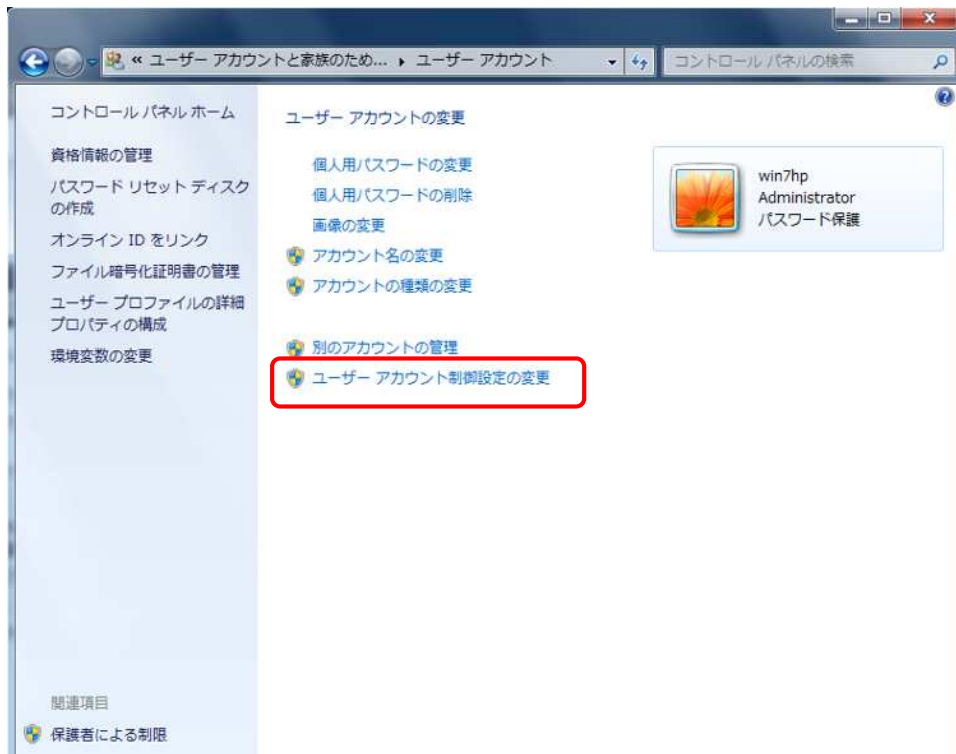 « ユーザー アカウントと家族のため... ▸ ユーザー アカウント
コントロール パネルの検索
コントロール パネル ホーム
資格情報の管理
パスワード リセット ディスク
の作成
オンライン ID をリンク
ファイル暗号化証明書の管理
ユーザー プロファイルの詳細
プロパティの構成
環境変数の変更
ユーザー アカウントの変更
個人用パスワードの変更
個人用パスワードの削除
画像の変更
アカウント名の変更
アカウントの種類の変更
別のアカウントの管理
ユーザー アカウント制御設定の変更
win7hp
Administrator
パスワード保護
関連項目
保護者による制限